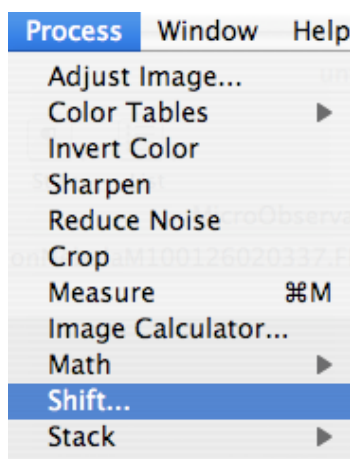 Process Window Help
Adjust Image...
Color Tables ▶
Invert Color
Sharpen
Reduce Noise
Crop
Measure ⌘M
Image Calculator...
Math ▶
Shift...
Stack ▶